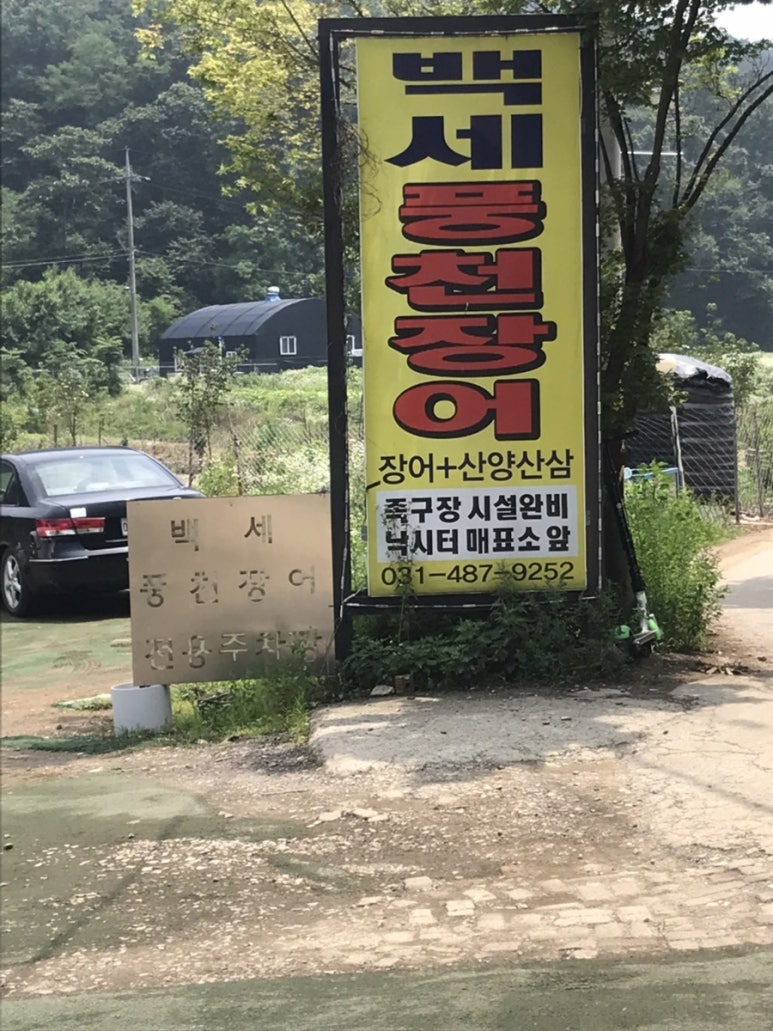 백세
풍천장어
장어+산양산삼
족구장 시설완비
낚시터 매표소 앞
031-487-9252
백 세
풍 천 장 어
전용주차장